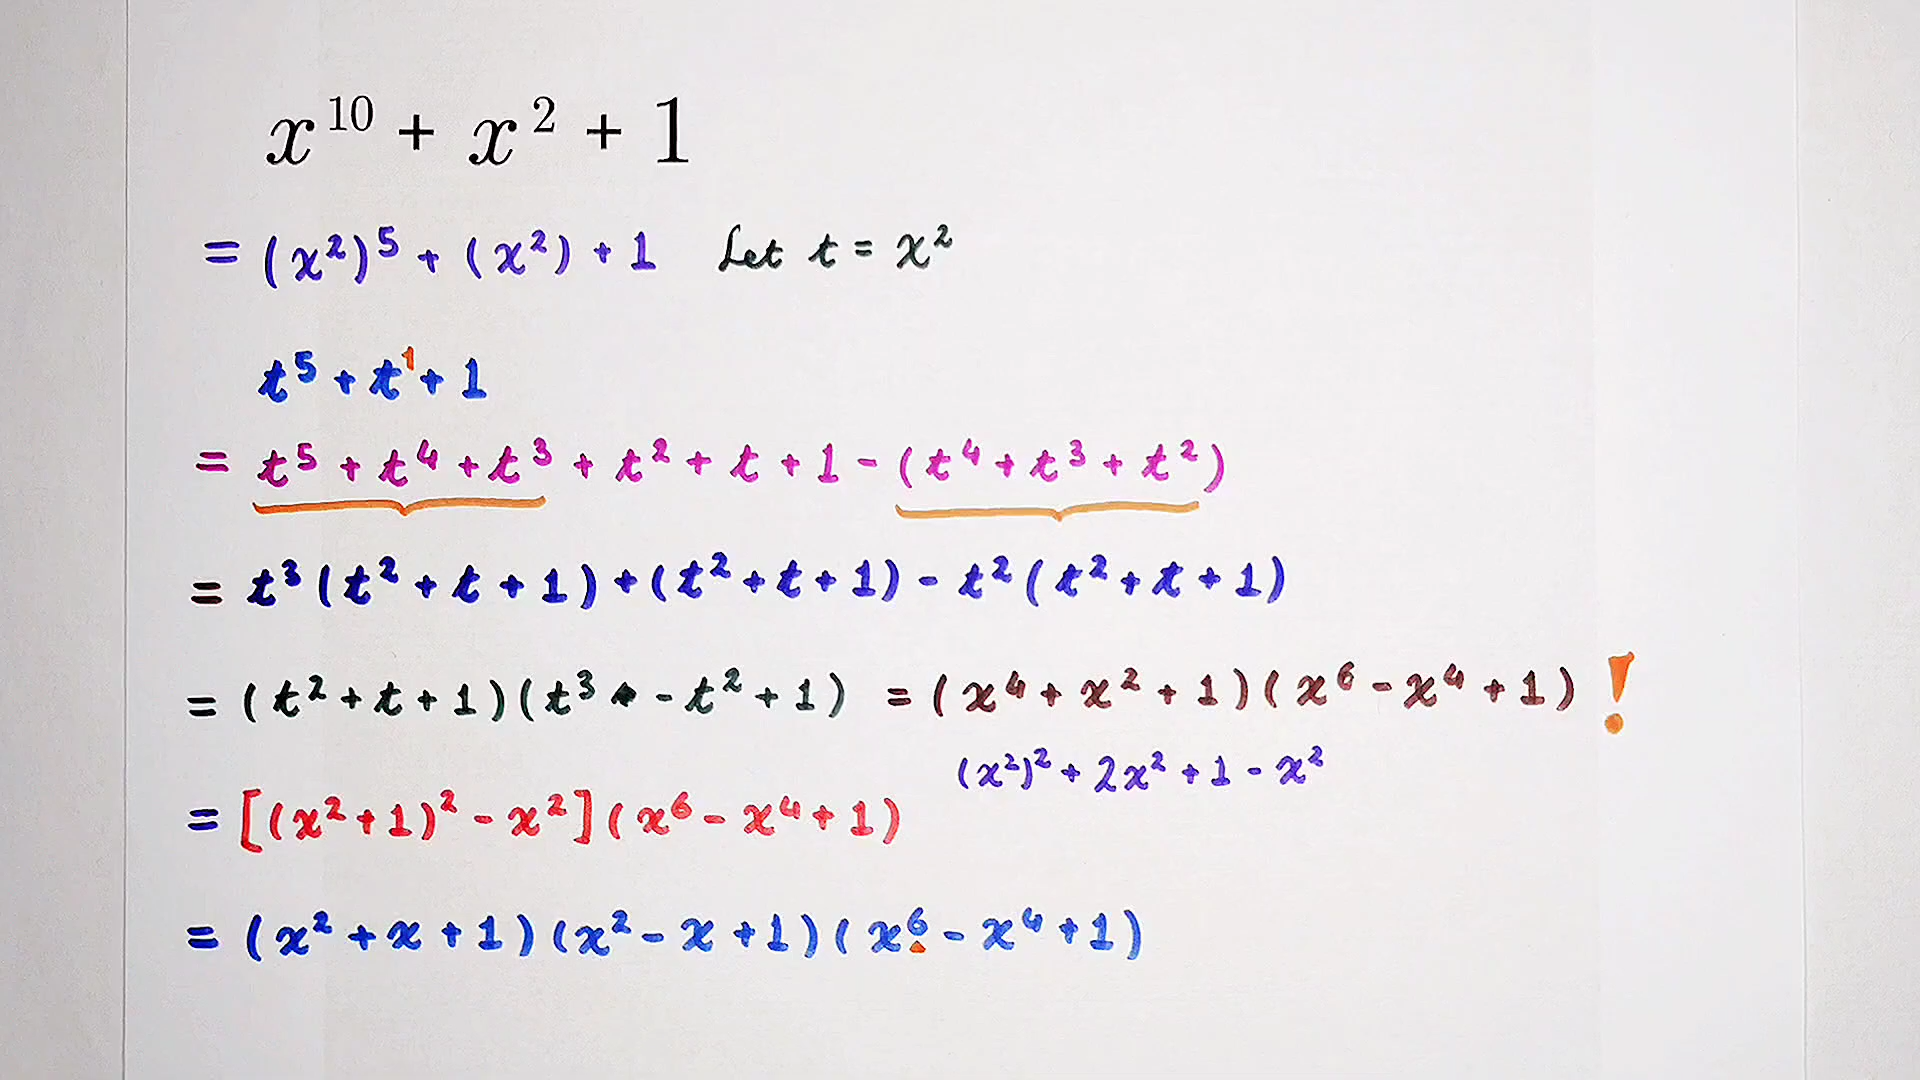 x¹⁰ + x² + 1
= (x²)⁵ + (x²) + 1 Let t = x²
t⁵ + t¹ + 1
= t⁵ + t⁴ + t³ + t² + t + 1 - (t⁴ + t³ + t²)
= t³(t² + t + 1) + (t² + t + 1) - t²(t² + t + 1)
= (t² + t + 1)(t³ - t² + 1) = (x⁴ + x² + 1)(x⁶ - x⁴ + 1) !
(x²)² + 2x² + 1 - x²
= [(x² + 1)² - x²](x⁶ - x⁴ + 1)
= (x² + x + 1)(x² - x + 1)(x⁶ - x⁴ + 1)